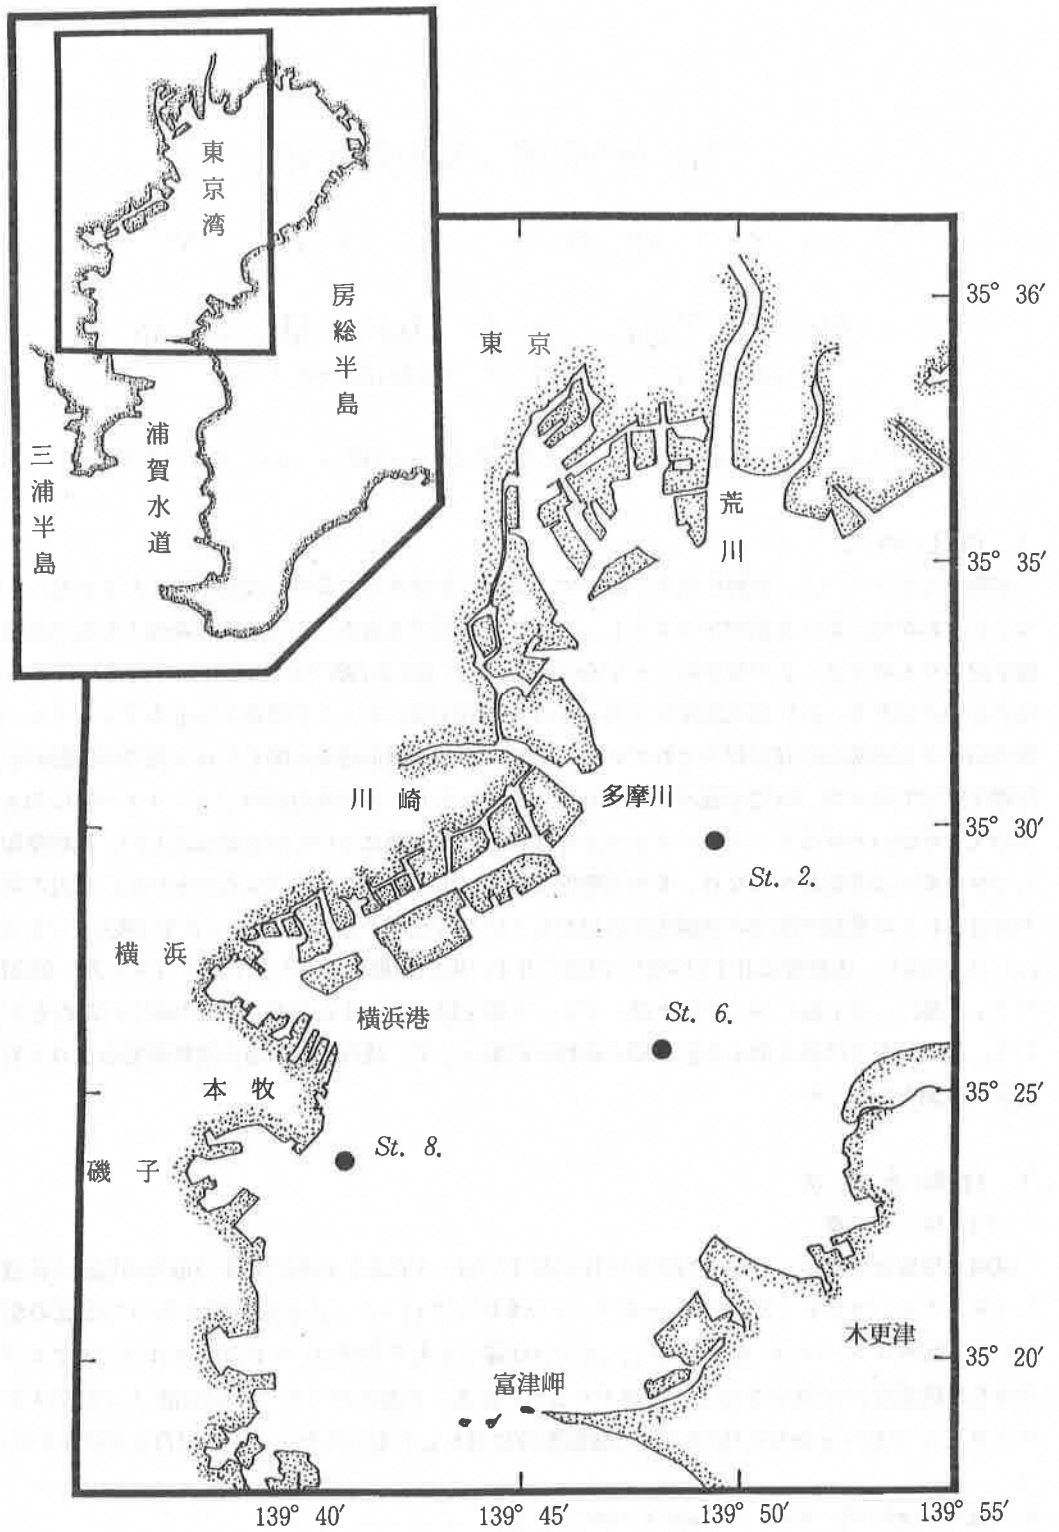 東京湾
房総半島
浦賀水道
三浦半島
35° 36′
東京
荒川
35° 35′
川崎
多摩川
35° 30′
St. 2.
横浜
横浜港
St. 6.
本牧
35° 25′
St. 8.
磯子
木更津
35° 20′
富津岬
139° 40′
139° 45′
139° 50′
139° 55′